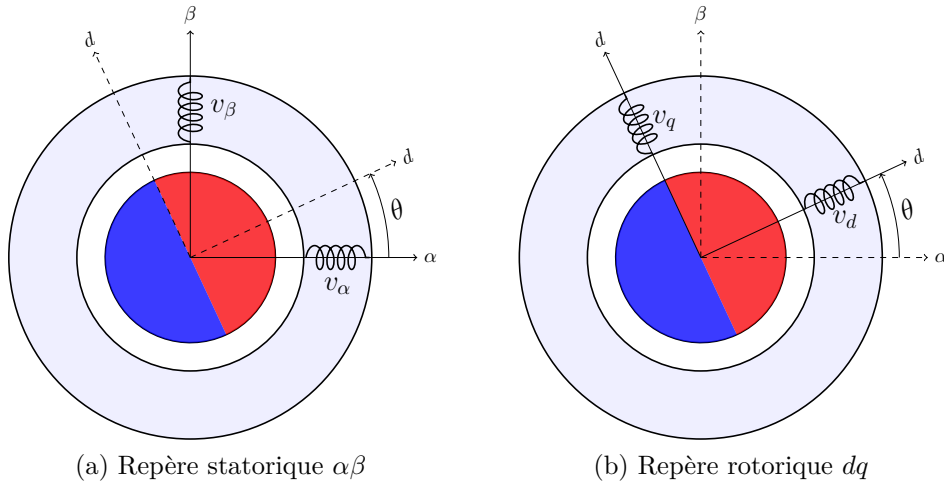 β
d
v_β
d
θ
α
v_α
(a) Repère statorique αβ
β
d
v_q
d
θ
α
v_d
(b) Repère rotorique dq